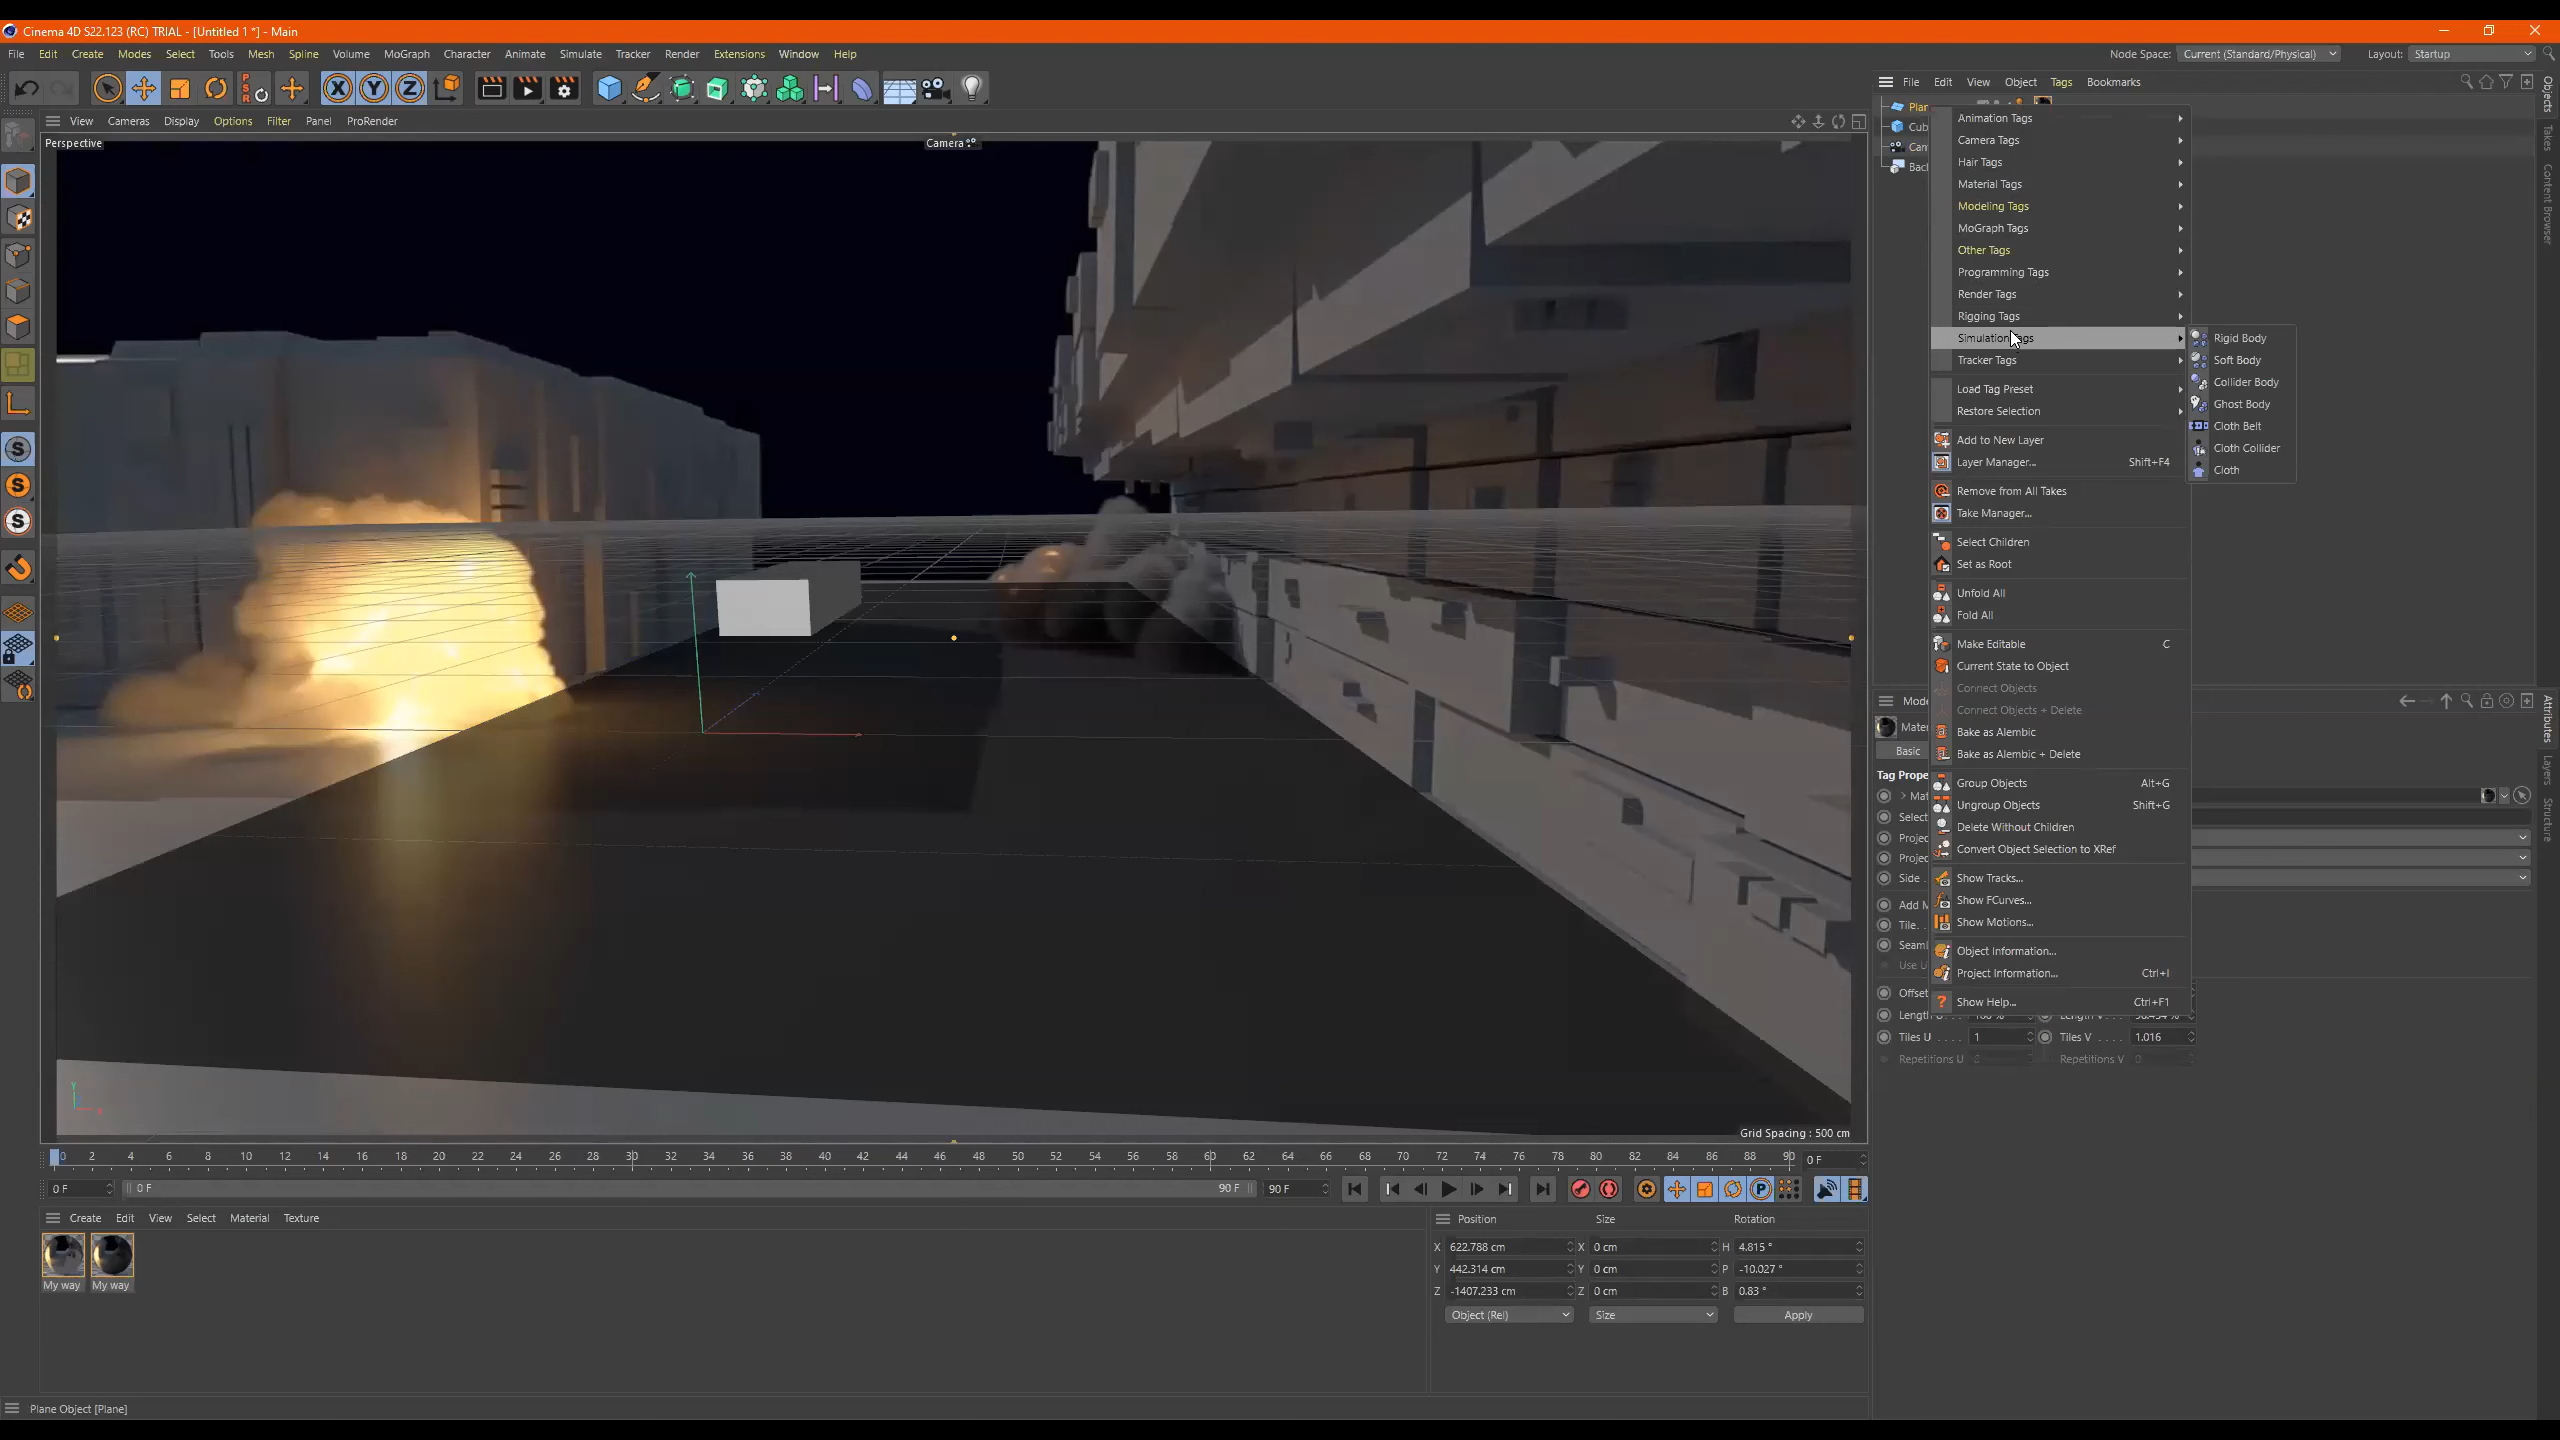 Cinema 4D S22.123 (RC) TRIAL - [Untitled 1 *] - Main
File Edit Create Modes Select Tools Mesh Spline Volume MoGraph Character Animate Simulate Tracker Render Extensions Window Help
Node Space: Current (Standard/Physical) Layout: Startup
File Edit View Object Tags Bookmarks
View Cameras Display Options Filter Panel ProRender
Perspective
Camera
Animation Tags
Camera Tags
Hair Tags
Material Tags
Modeling Tags
MoGraph Tags
Other Tags
Programming Tags
Render Tags
Rigging Tags
Simulation Tags
Tracker Tags
Load Tag Preset
Restore Selection
Add to New Layer
Layer Manager... Shift+F4
Remove from All Takes
Take Manager...
Select Children
Set as Root
Unfold All
Fold All
Make Editable C
Current State to Object
Connect Objects
Connect Objects + Delete
Bake as Alembic
Bake as Alembic + Delete
Group Objects Alt+G
Ungroup Objects Shift+G
Delete Without Children
Convert Object Selection to XRef
Show Tracks...
Show FCurves...
Show Motions...
Object Information...
Project Information... Ctrl+I
Show Help... Ctrl+F1
Rigid Body
Soft Body
Collider Body
Ghost Body
Cloth Belt
Cloth Collider
Cloth
Objects
Takes
Content Browser
Attributes
Layers
Structure
Basic
Tag Prope
Side
Tile
Offset
Tiles U 1 Tiles V 1.016
Repetitions U Repetitions V
Grid Spacing : 500 cm
0 2 4 6 8 10 12 14 16 18 20 22 24 26 28 30 32 34 36 38 40 42 44 46 48 50 52 54 56 58 60 62 64 66 68 70 72 74 76 78 80 82 84 86 88 90 0 F
0 F 0 F 90 F 90 F
Create Edit View Select Material Texture
My way My way
Position Size Rotation
X 622.788 cm X 0 cm H 4.815 °
Y 442.314 cm Y 0 cm P -10.027 °
Z -1407.233 cm Z 0 cm B 0.83 °
Object (Rel) Size Apply
Plane Object [Plane]